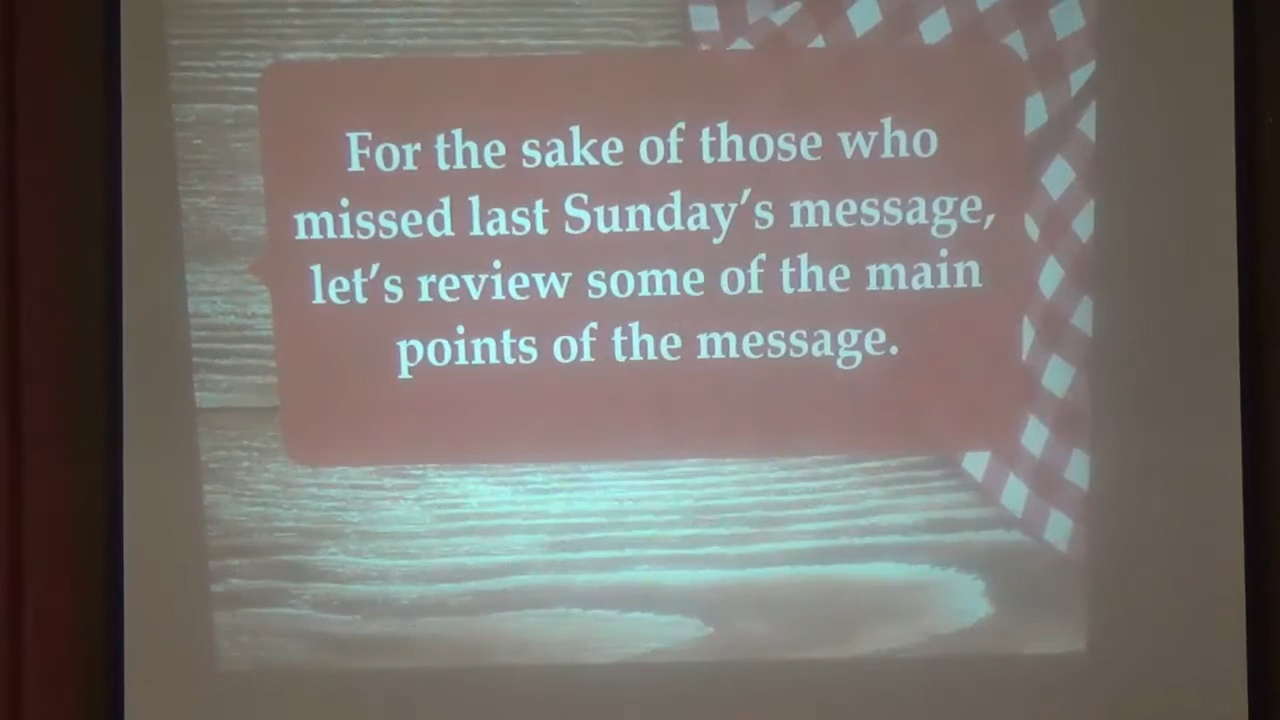 For the sake of those who
missed last Sunday’s message,
let’s review some of the main
points of the message.